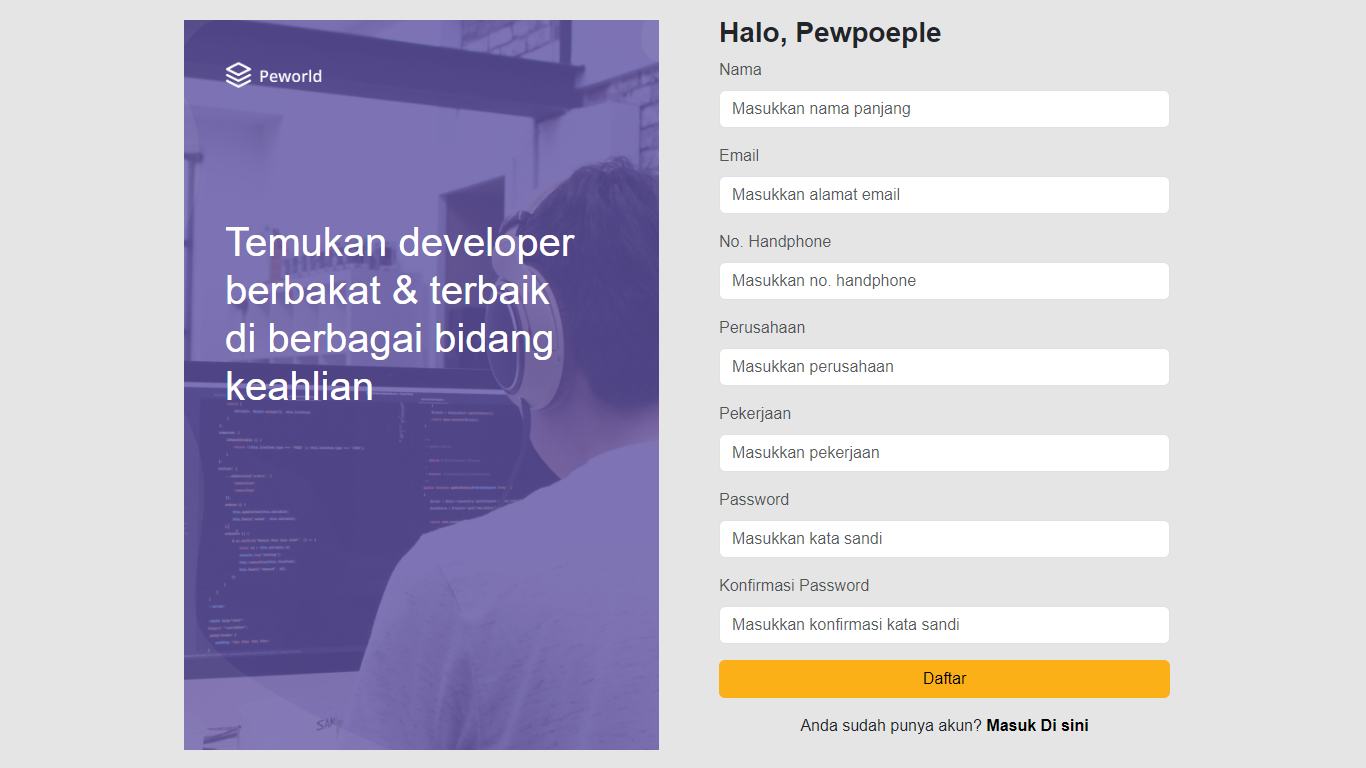 Peworld
Temukan developer
berbakat & terbaik
di berbagai bidang
keahlian
Halo, Pewpoeple
Nama
Masukkan nama panjang
Email
Masukkan alamat email
No. Handphone
Masukkan no. handphone
Perusahaan
Masukkan perusahaan
Pekerjaan
Masukkan pekerjaan
Password
Masukkan kata sandi
Konfirmasi Password
Masukkan konfirmasi kata sandi
Daftar
Anda sudah punya akun? Masuk Di sini